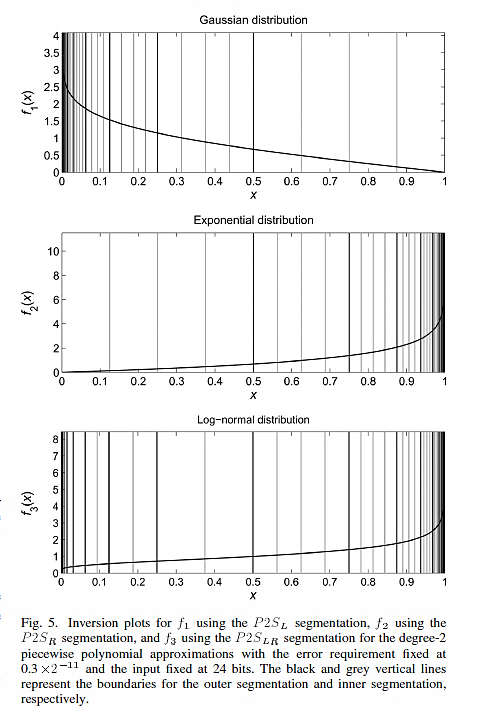 Gaussian distribution
4
3.5
3
2.5
2
1.5
1
0.5
0
f₁(x)
0 0.1 0.2 0.3 0.4 0.5 0.6 0.7 0.8 0.9 1
x
Exponential distribution
10
8
6
4
2
0
f₂(x)
0 0.1 0.2 0.3 0.4 0.5 0.6 0.7 0.8 0.9 1
x
Log−normal distribution
8
7
6
5
4
3
2
1
0
f₃(x)
0 0.1 0.2 0.3 0.4 0.5 0.6 0.7 0.8 0.9 1
x
Fig. 5. Inversion plots for f₁ using the P2S_L segmentation, f₂ using the
P2S_R segmentation, and f₃ using the P2S_LR segmentation for the degree-2
piecewise polynomial approximations with the error requirement fixed at
0.3 ×2⁻¹¹ and the input fixed at 24 bits. The black and grey vertical lines
represent the boundaries for the outer segmentation and inner segmentation,
respectively.